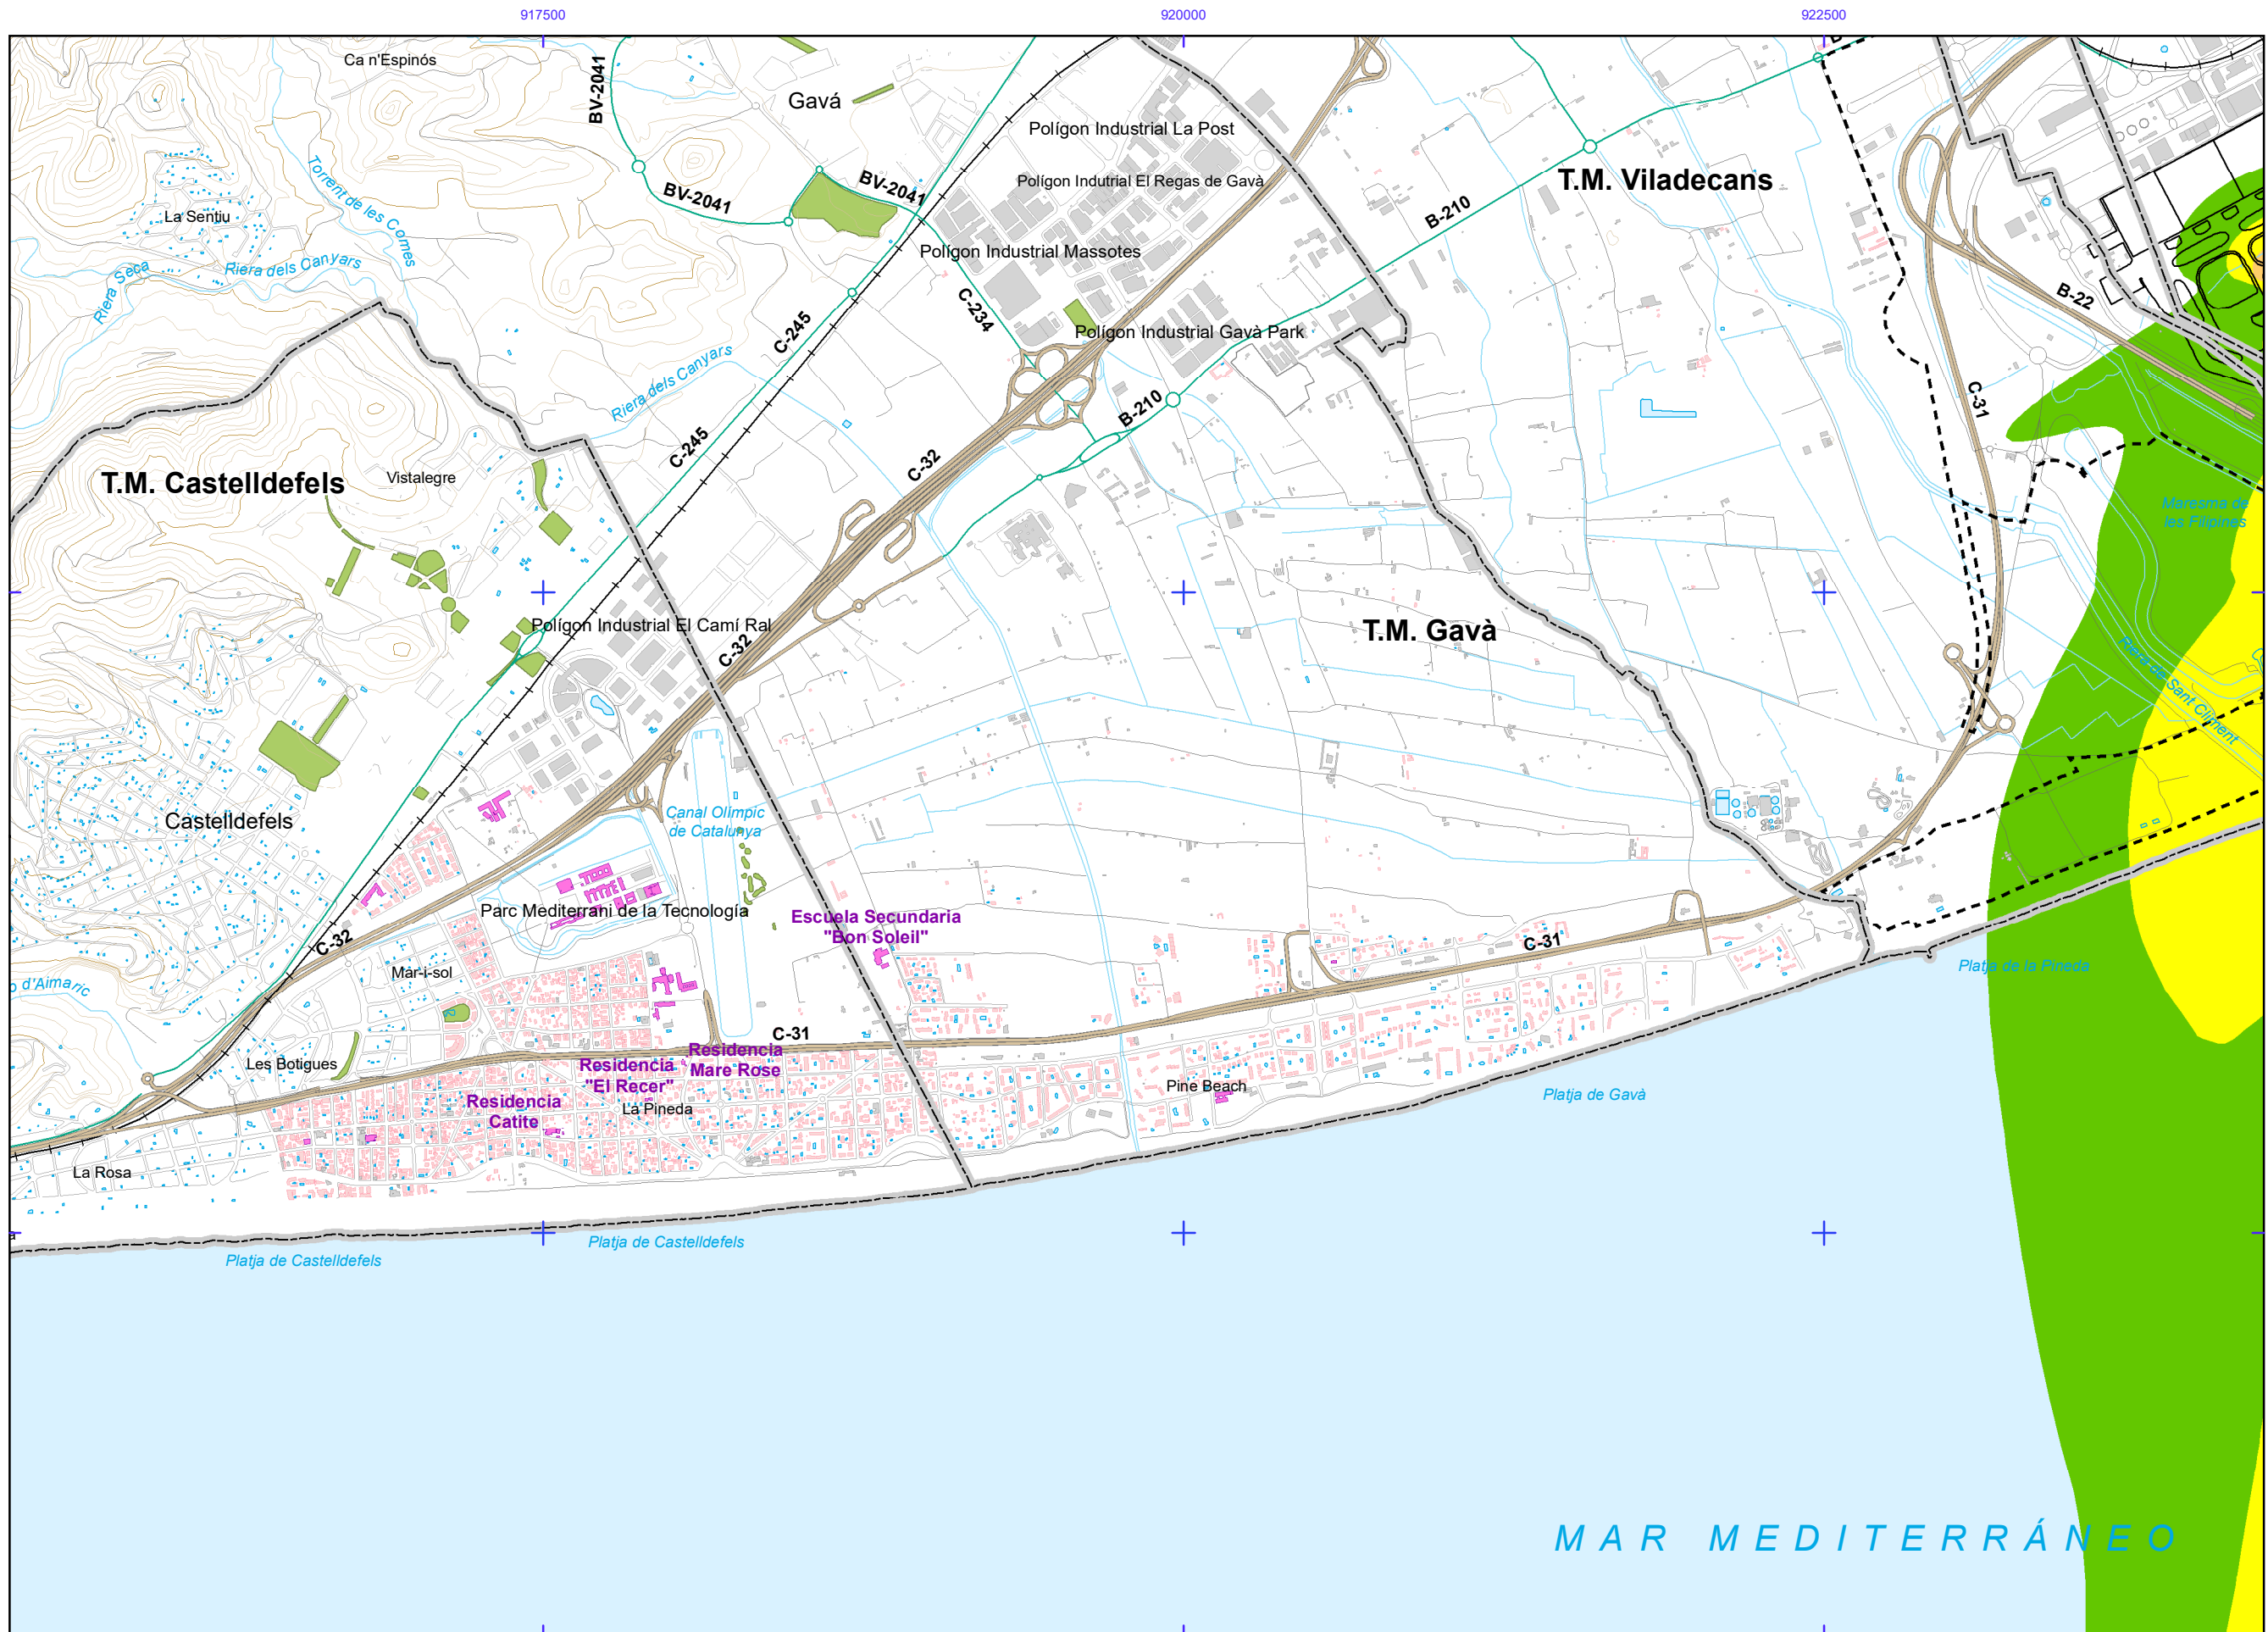 917500
920000
922500
Ca n'Espinós
BV-2041
Gavá
Polígon Industrial La Post
Polígon Indutrial El Regas de Gavà
T.M. Viladecans
BV-2041
BV-2041
B-210
La Sentiu
Torrent de les Comes
Riera Seca
Riera dels Canyars
Polígon Industrial Massotes
C-234
C-245
B-22
Polígon Industrial Gavà Park
Riera dels Canyars
B-210
C-31
C-245
C-32
T.M. Castelldefels
Vistalegre
Maresma de
les Filipines
Polígon Industrial El Camí Ral
C-32
T.M. Gavà
Riera de Sant Climent
Castelldefels
Canal Olímpic
de Catalunya
Parc Mediterrani de la Tecnología
Escuela Secundaria
"Bon Soleil"
C-32
C-31
Mar-i-sol
Platja de la Pineda
d'Aimaric
C-31
Les Botigues
Residencia
Mare Rose
Residencia
"El Recer"
Residencia
Catite
La Pineda
Pine Beach
Platja de Gavà
La Rosa
Platja de Castelldefels
Platja de Castelldefels
MAR MEDITERRÁNEO